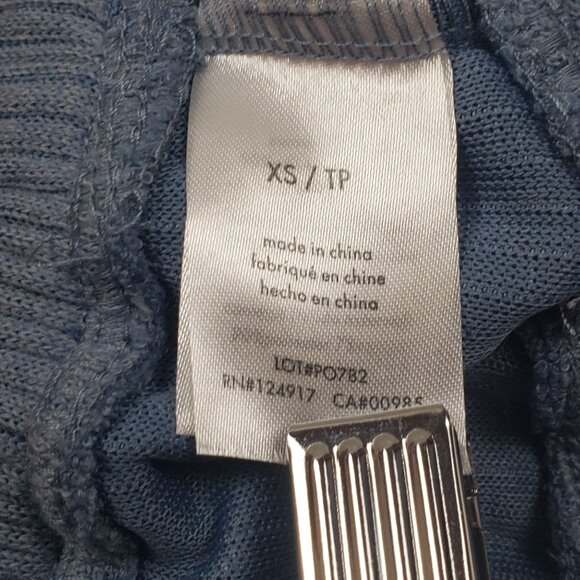 XS / TP
made in china
fabriqué en chine
hecho en china
LOT#PO782
RN#124917 CA#00985